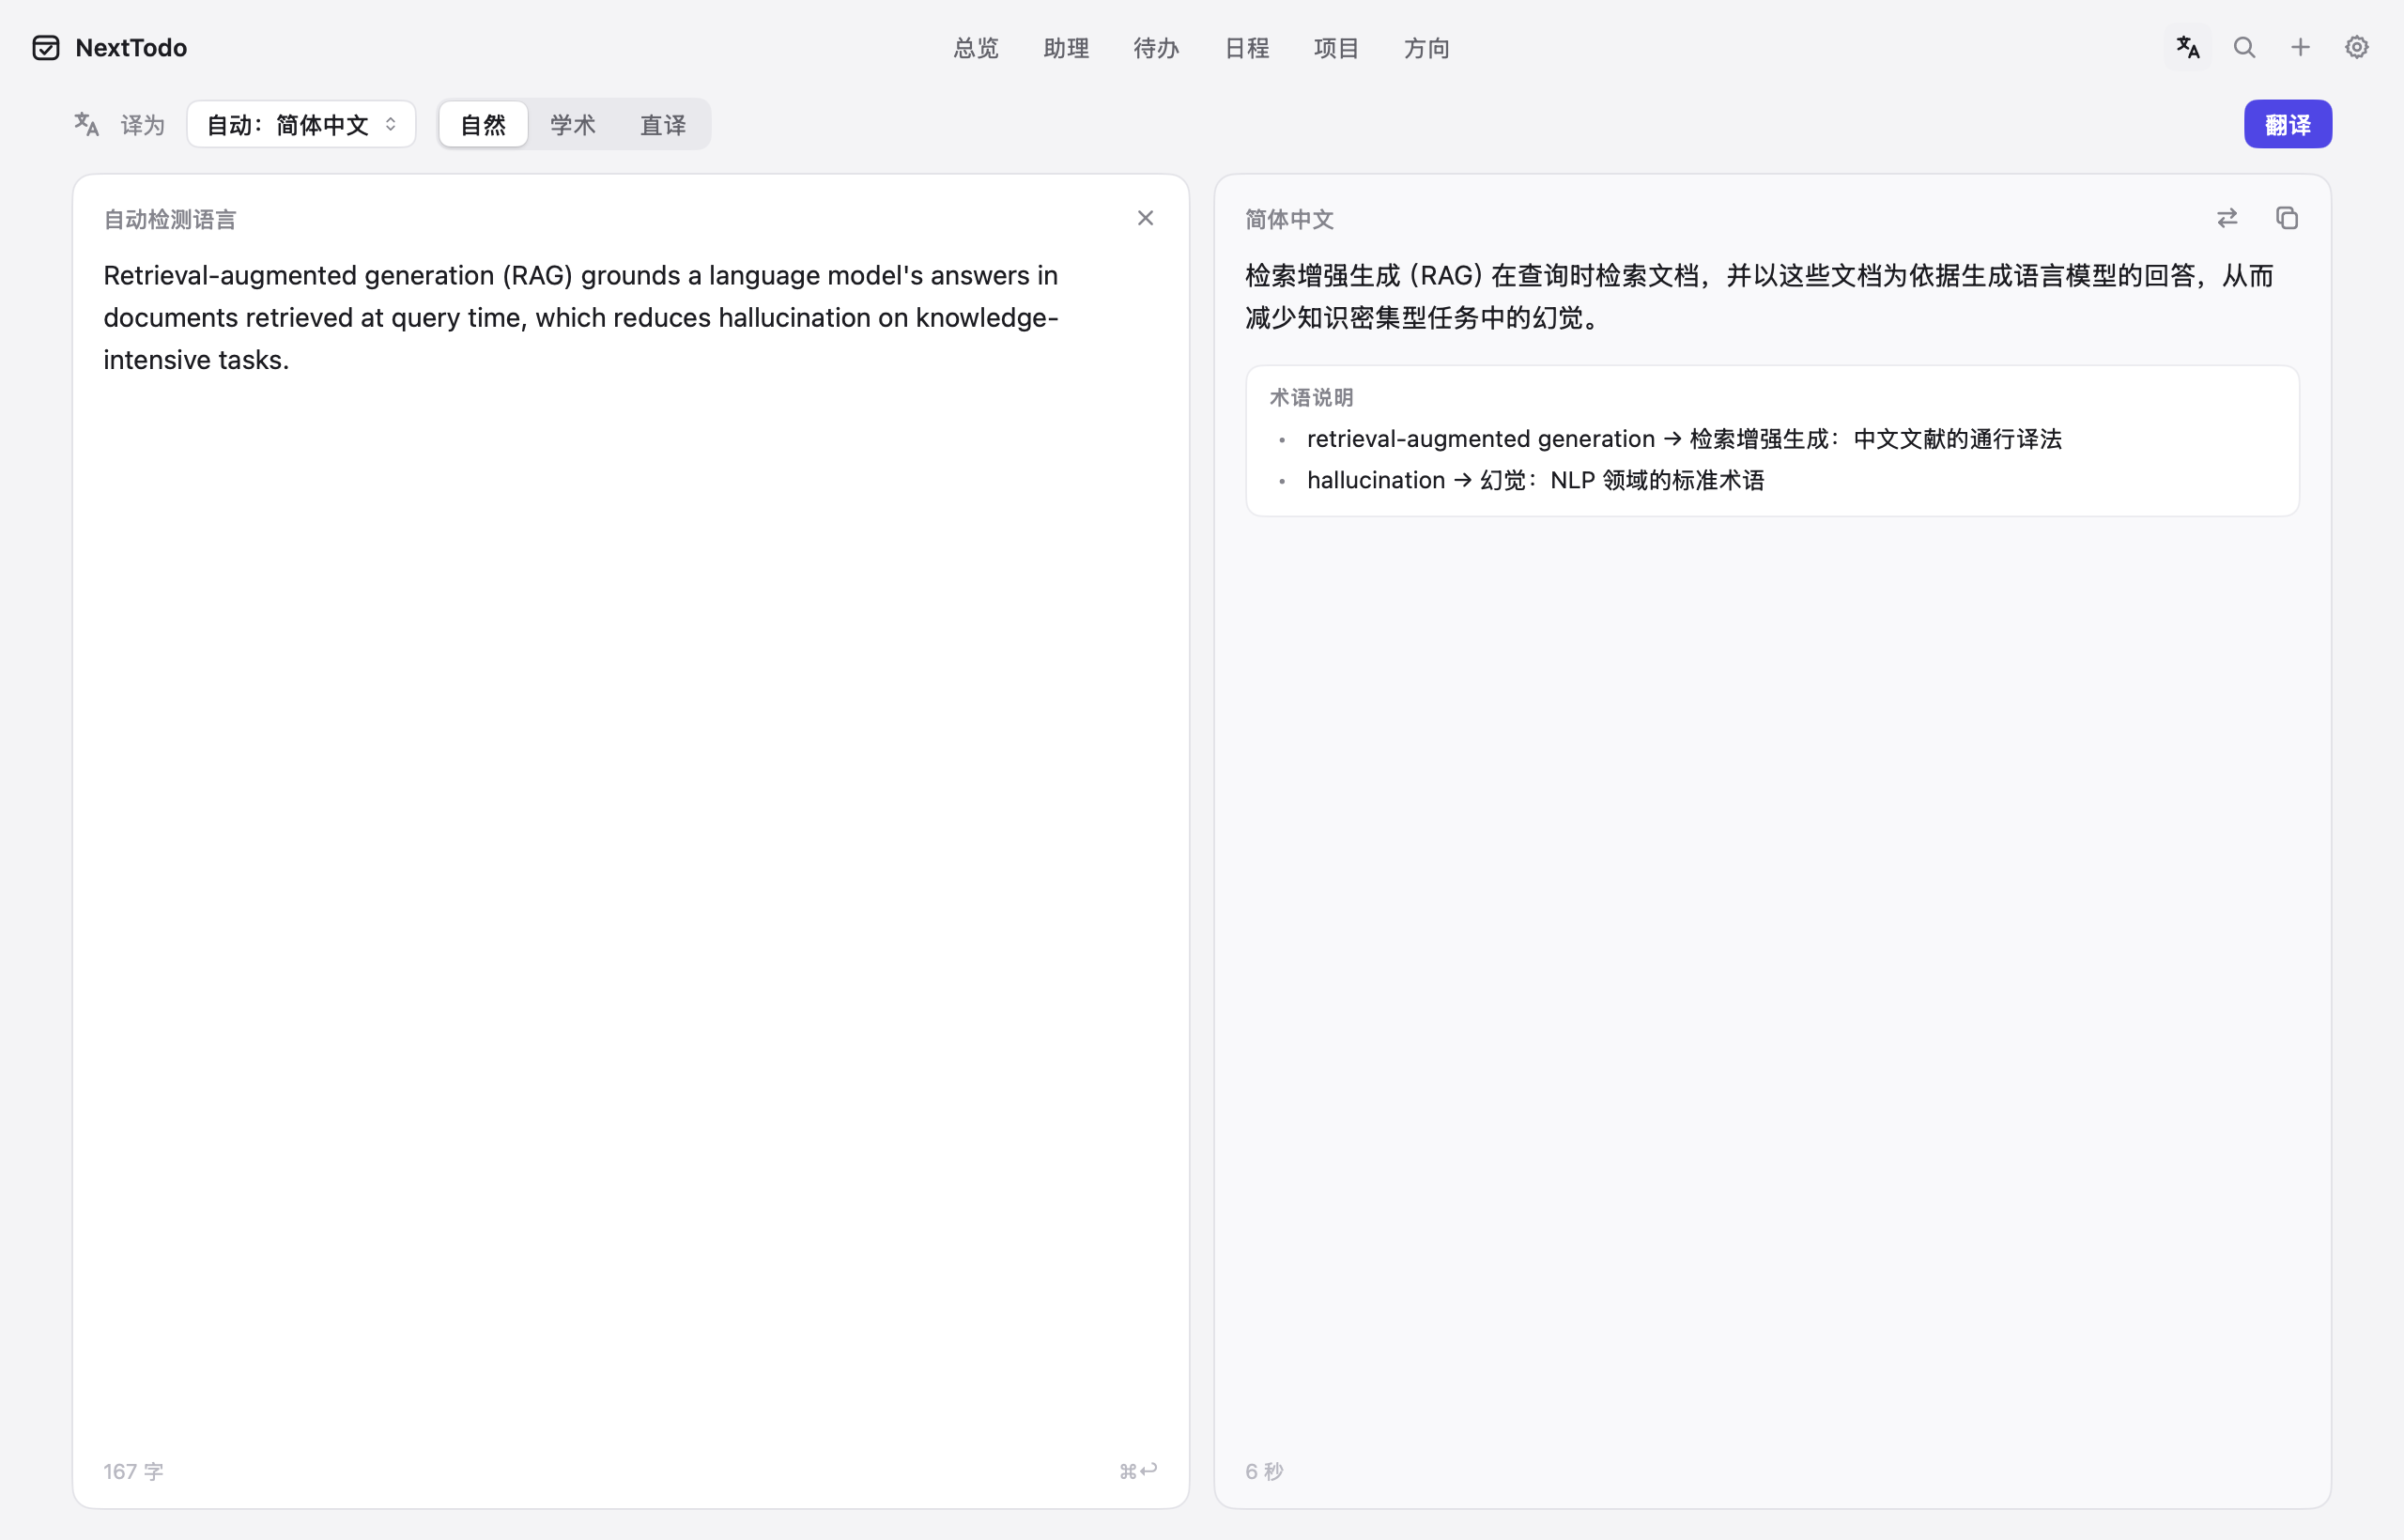 NextTodo
总览 助理 待办 日程 项目 方向
译为 自动：简体中文 自然 学术 直译 翻译
自动检测语言
Retrieval-augmented generation (RAG) grounds a language model's answers in
documents retrieved at query time, which reduces hallucination on knowledge-
intensive tasks.
167 字 ⌘↩
简体中文
检索增强生成 (RAG) 在查询时检索文档，并以这些文档为依据生成语言模型的回答，从而
减少知识密集型任务中的幻觉。
术语说明
• retrieval-augmented generation → 检索增强生成：中文文献的通行译法
• hallucination → 幻觉：NLP 领域的标准术语
6 秒